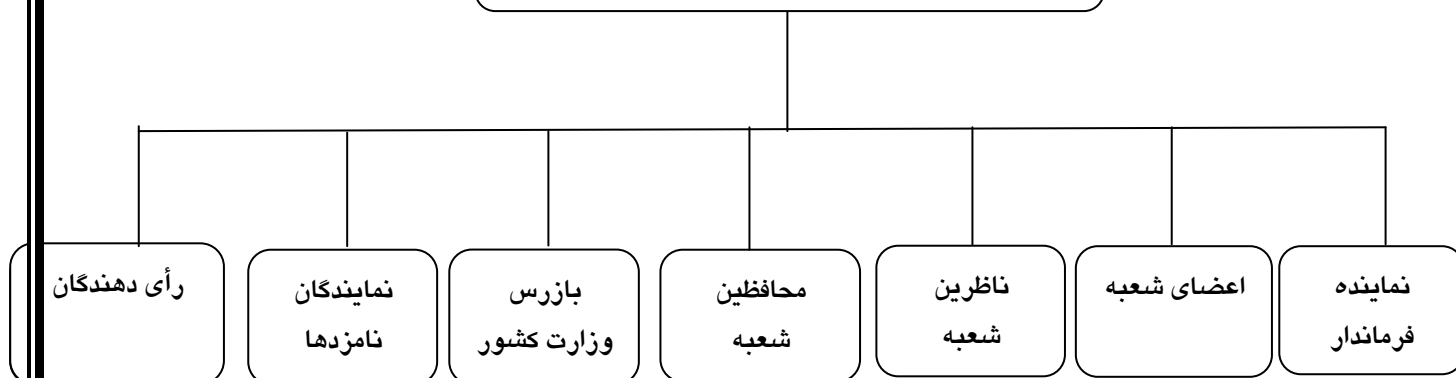 نماینده
فرماندار
اعضای شعبه
ناظرین
شعبه
محافظین
شعبه
بازرس
وزارت کشور
نمایندگان
نامزدها
رأی دهندگان